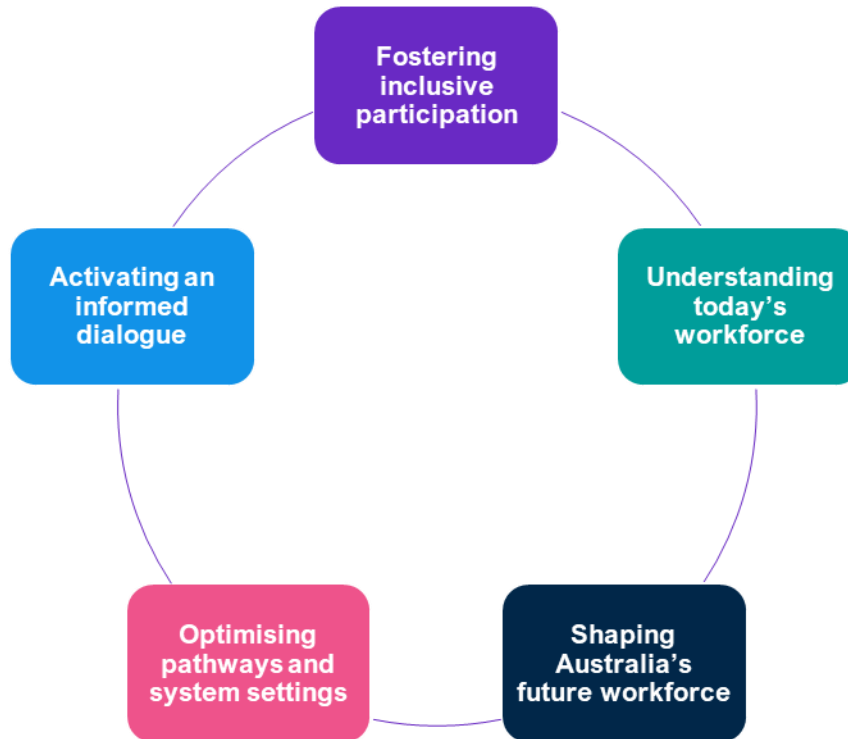 Fostering
inclusive
participation
Understanding
today’s
workforce
Shaping
Australia’s
future workforce
Optimising
pathways and
system settings
Activating an
informed
dialogue